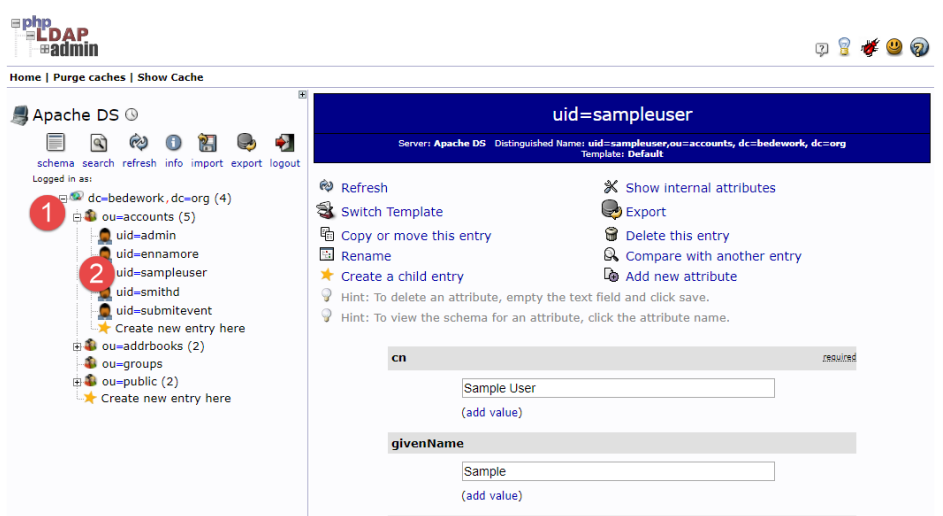 php
LDAP
admin
Home | Purge caches | Show Cache
Apache DS
schema search refresh info import export logout
Logged in as:
dc=bedework,dc=org (4)
1
ou=accounts (5)
uid=admin
uid=ennamore
2
uid=sampleuser
uid=smithd
uid=submitevent
Create new entry here
ou=addrbooks (2)
ou=groups
ou=public (2)
Create new entry here
uid=sampleuser
Server: Apache DS Distinguished Name: uid=sampleuser,ou=accounts, dc=bedework, dc=org
Template: Default
Refresh
Show internal attributes
Switch Template
Export
Copy or move this entry
Delete this entry
Rename
Compare with another entry
Create a child entry
Add new attribute
Hint: To delete an attribute, empty the text field and click save.
Hint: To view the schema for an attribute, click the attribute name.
cn required
Sample User
(add value)
givenName
Sample
(add value)